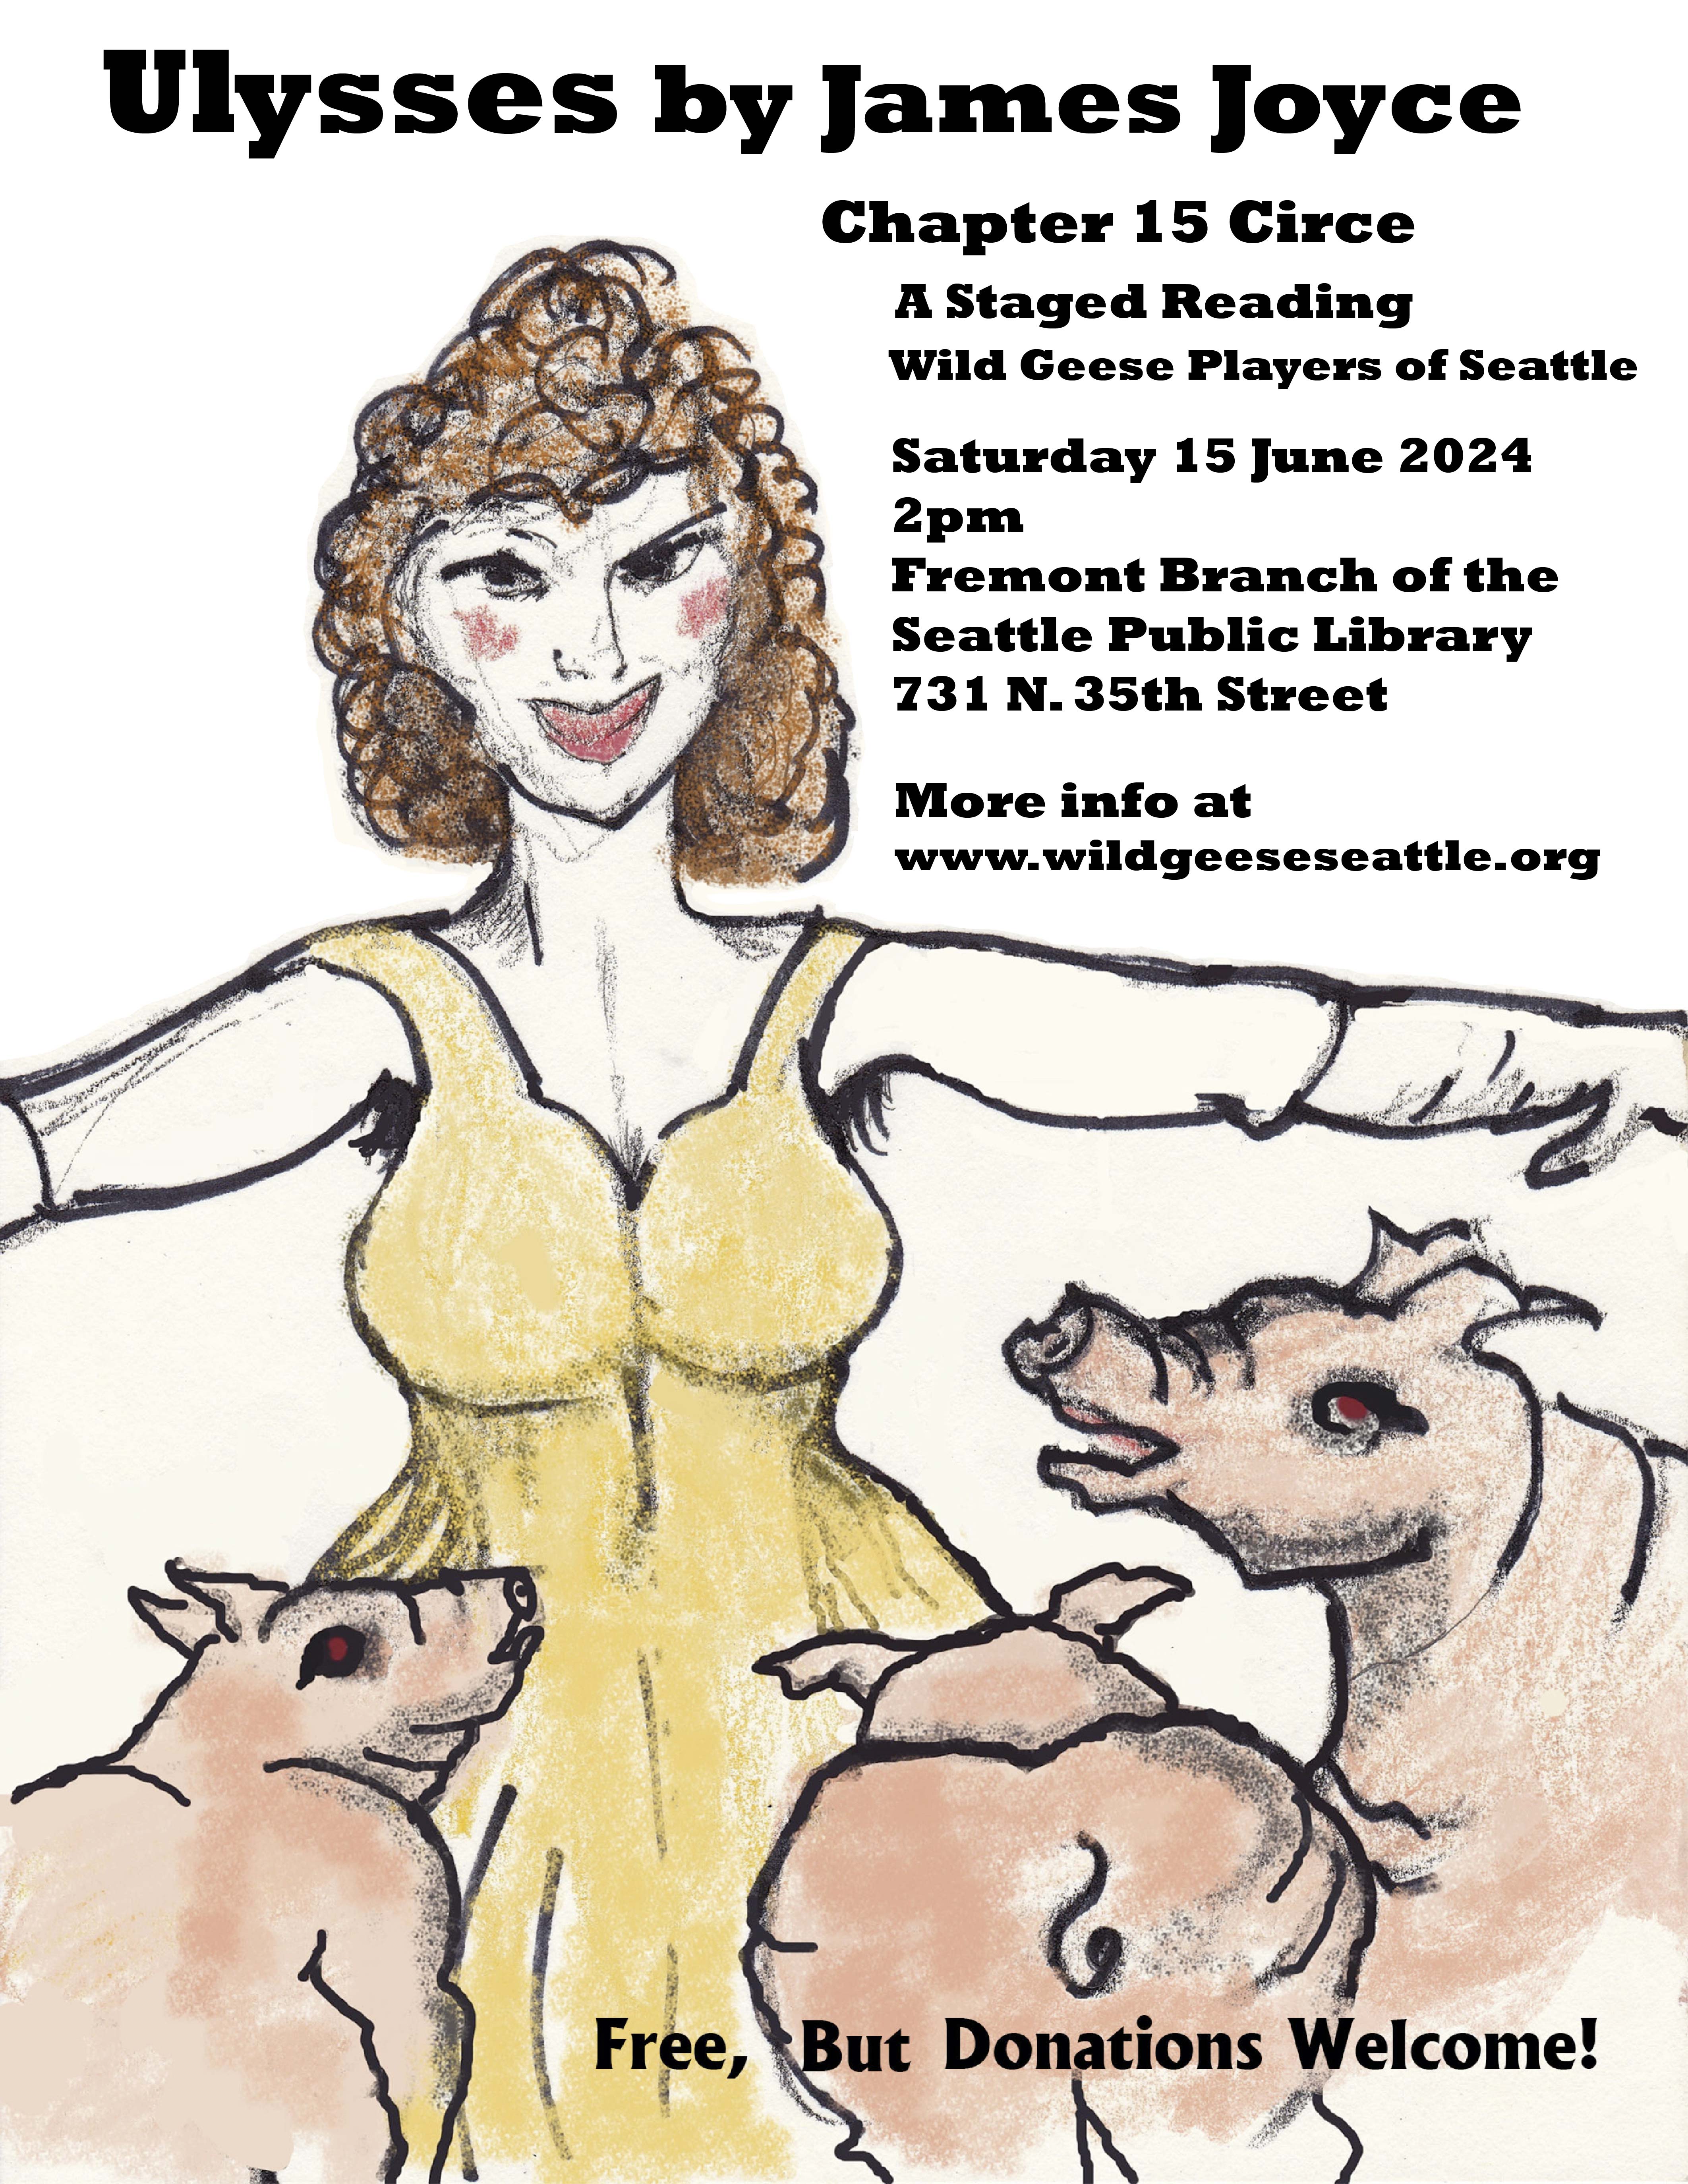 Ulysses by James Joyce
Chapter 15 Circe
A Staged Reading
Wild Geese Players of Seattle
Saturday 15 June 2024
2pm
Fremont Branch of the
Seattle Public Library
731 N. 35th Street
More info at
www.wildgeeseseattle.org
Free, But Donations Welcome!